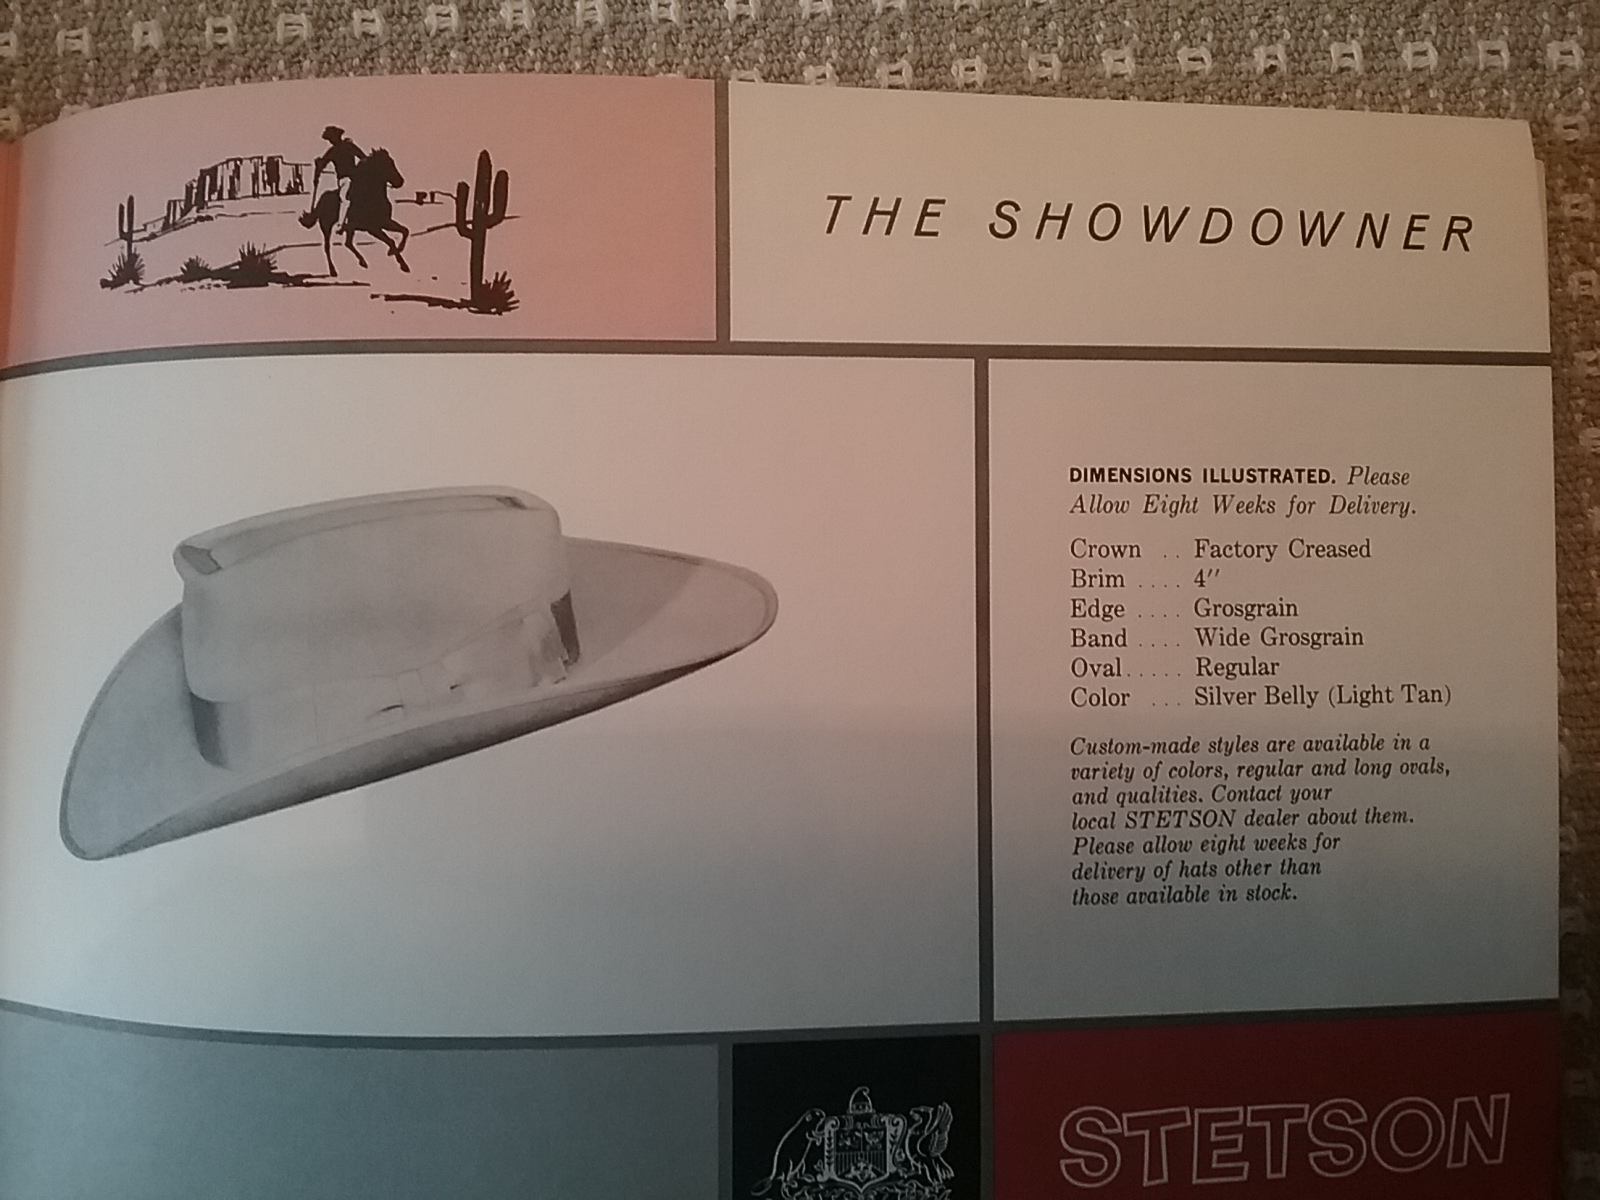 THE SHOWDOWNER
DIMENSIONS ILLUSTRATED. Please
Allow Eight Weeks for Delivery.
Crown .. Factory Creased
Brim .... 4"
Edge .... Grosgrain
Band .... Wide Grosgrain
Oval ..... Regular
Color ... Silver Belly (Light Tan)
Custom-made styles are available in a
variety of colors, regular and long ovals,
and qualities. Contact your
local STETSON dealer about them.
Please allow eight weeks for
delivery of hats other than
those available in stock.
STETSON